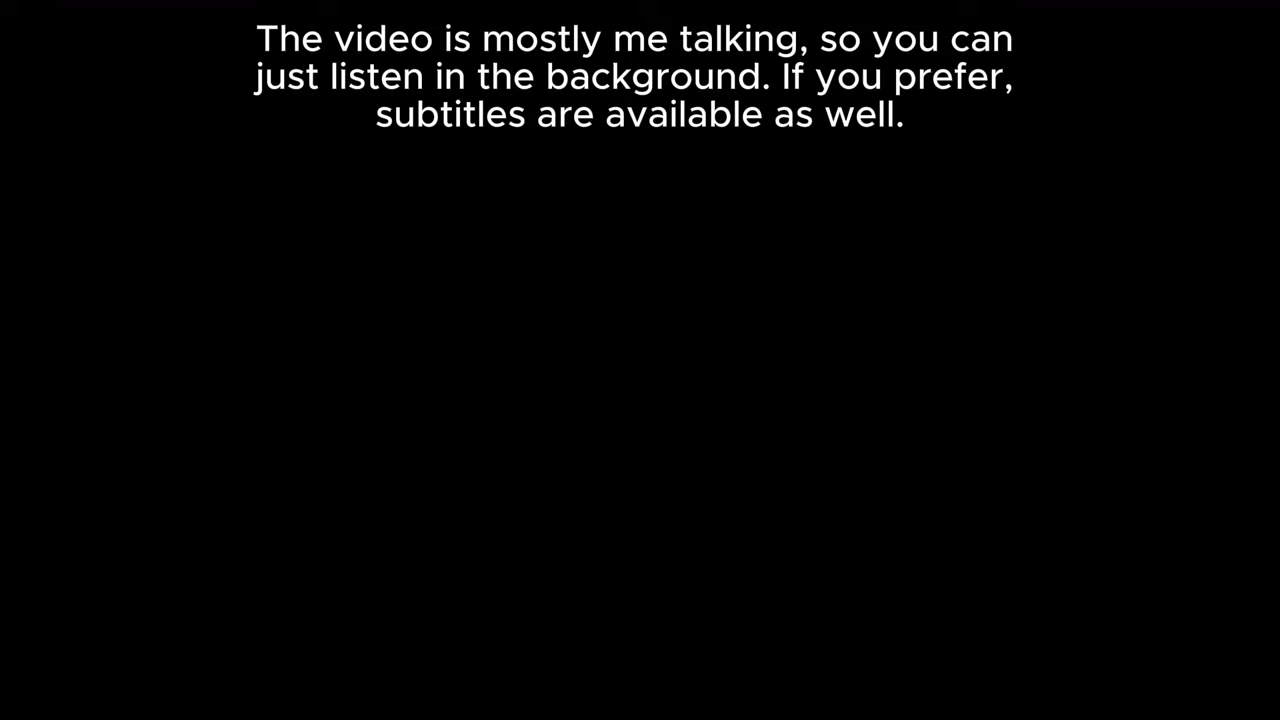 The video is mostly me talking, so you can
just listen in the background. If you prefer,
subtitles are available as well.